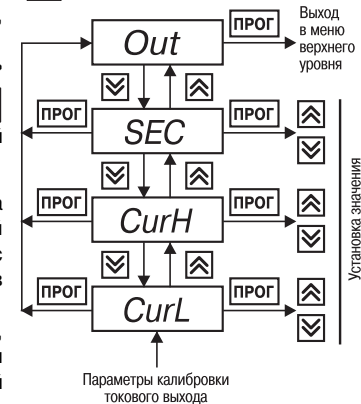 Out
ПРОГ
Выход
в меню
верхнего
уровня
ПРОГ
SEC
ПРОГ
ПРОГ
CurH
ПРОГ
ПРОГ
CurL
ПРОГ
Установка значения
Параметры калибровки
токового выхода